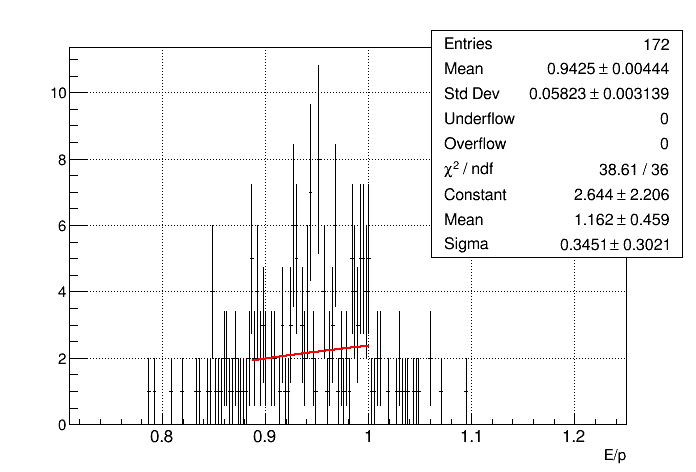 Entries 172
Mean 0.9425 ± 0.00444
Std Dev 0.05823 ± 0.003139
Underflow 0
Overflow 0
χ² / ndf 38.61 / 36
Constant 2.644 ± 2.206
Mean 1.162 ± 0.459
Sigma 0.3451 ± 0.3021
10
8
6
4
2
0
0.8 0.9 1 1.1 1.2
E/p